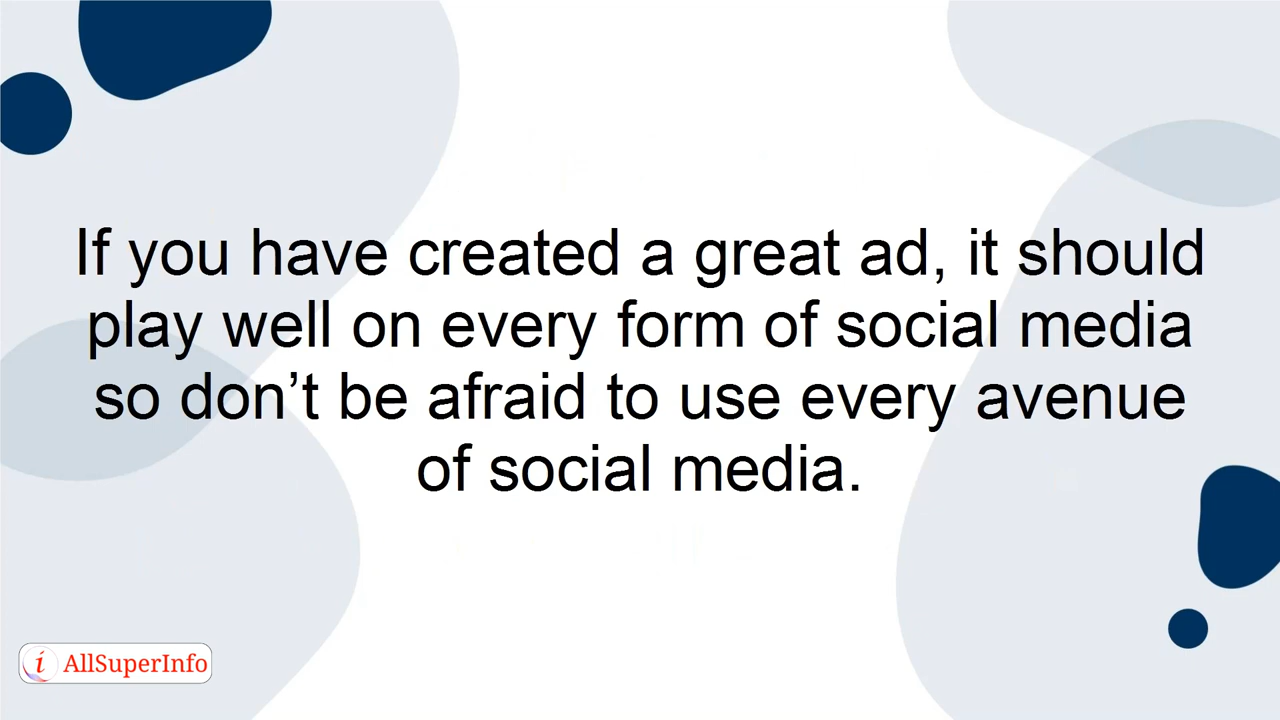 If you have created a great ad, it should
play well on every form of social media
so don’t be afraid to use every avenue
of social media.
i AllSuperInfo